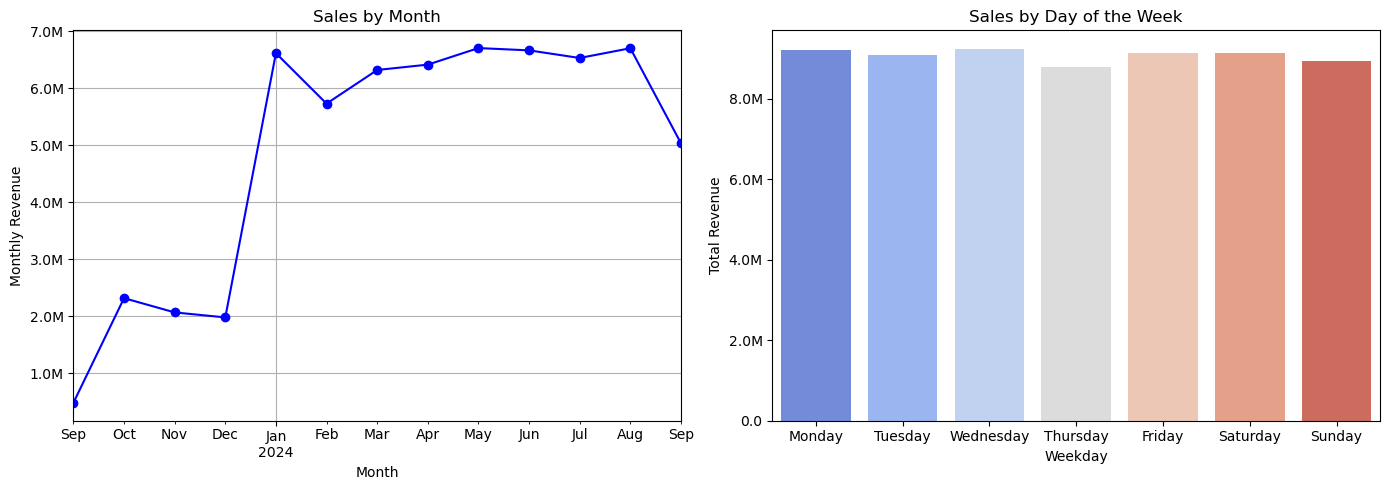 Sales by Month
7.0M
6.0M
5.0M
4.0M
3.0M
2.0M
1.0M
Monthly Revenue
Sep Oct Nov Dec Jan Feb Mar Apr May Jun Jul Aug Sep
2024
Month
Sales by Day of the Week
8.0M
6.0M
4.0M
2.0M
0.0
Total Revenue
Monday Tuesday Wednesday Thursday Friday Saturday Sunday
Weekday